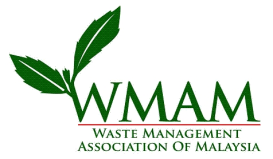 WMAM
WASTE MANAGEMENT
ASSOCIATION OF MALAYSIA